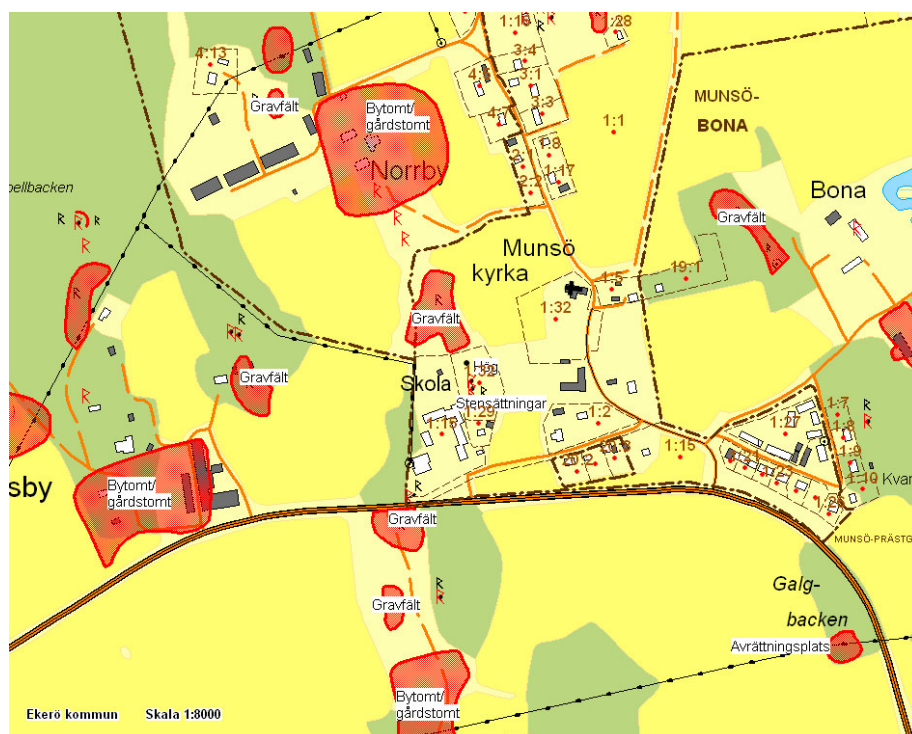 1:19
1:28
4:13
3:4
3:1
3:3
Gravfält
Bytomt/
gårdstomt
1:1
MUNSÖ-
BONA
2:1
1:8
1:17
2:2
Norrby
pellbacken
Bona
Gravfält
Munsö
kyrka
1:5
19:1
1:32
Gravfält
Hög
Gravfält
Skola
Stensättningar
1:29
1:2
1:27
1:7
1:8
1:9
1:10
Kvar
1:15
sby
Bytomt/
gårdstomt
Gravfält
MUNSÖ-PRÄSTG
Galg-
backen
Gravfält
Avrättningsplats
Bytomt/
gårdstomt
Ekerö kommun Skala 1:8000